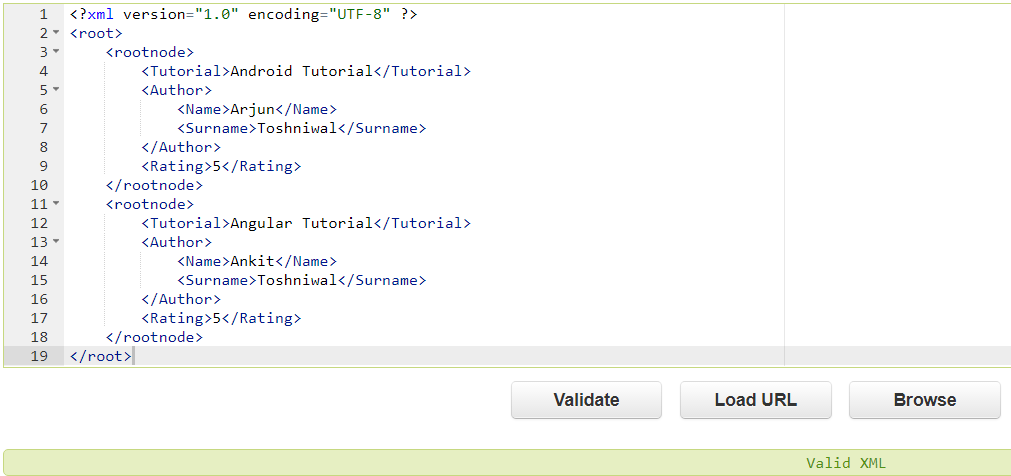 1 <?xml version="1.0" encoding="UTF-8" ?>
2 <root>
3 <rootnode>
4 <Tutorial>Android Tutorial</Tutorial>
5 <Author>
6 <Name>Arjun</Name>
7 <Surname>Toshniwal</Surname>
8 </Author>
9 <Rating>5</Rating>
10 </rootnode>
11 <rootnode>
12 <Tutorial>Angular Tutorial</Tutorial>
13 <Author>
14 <Name>Ankit</Name>
15 <Surname>Toshniwal</Surname>
16 </Author>
17 <Rating>5</Rating>
18 </rootnode>
19 </root>
Validate Load URL Browse
Valid XML